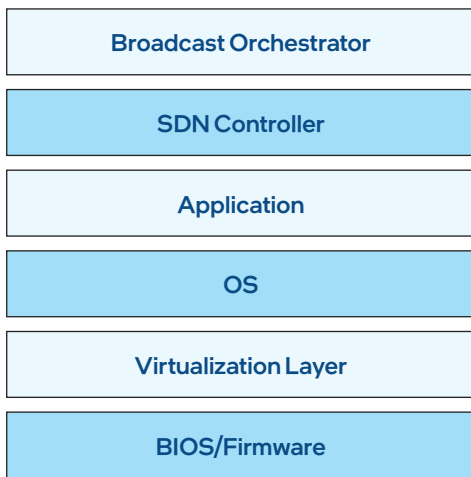 Broadcast Orchestrator
SDN Controller
Application
OS
Virtualization Layer
BIOS/Firmware